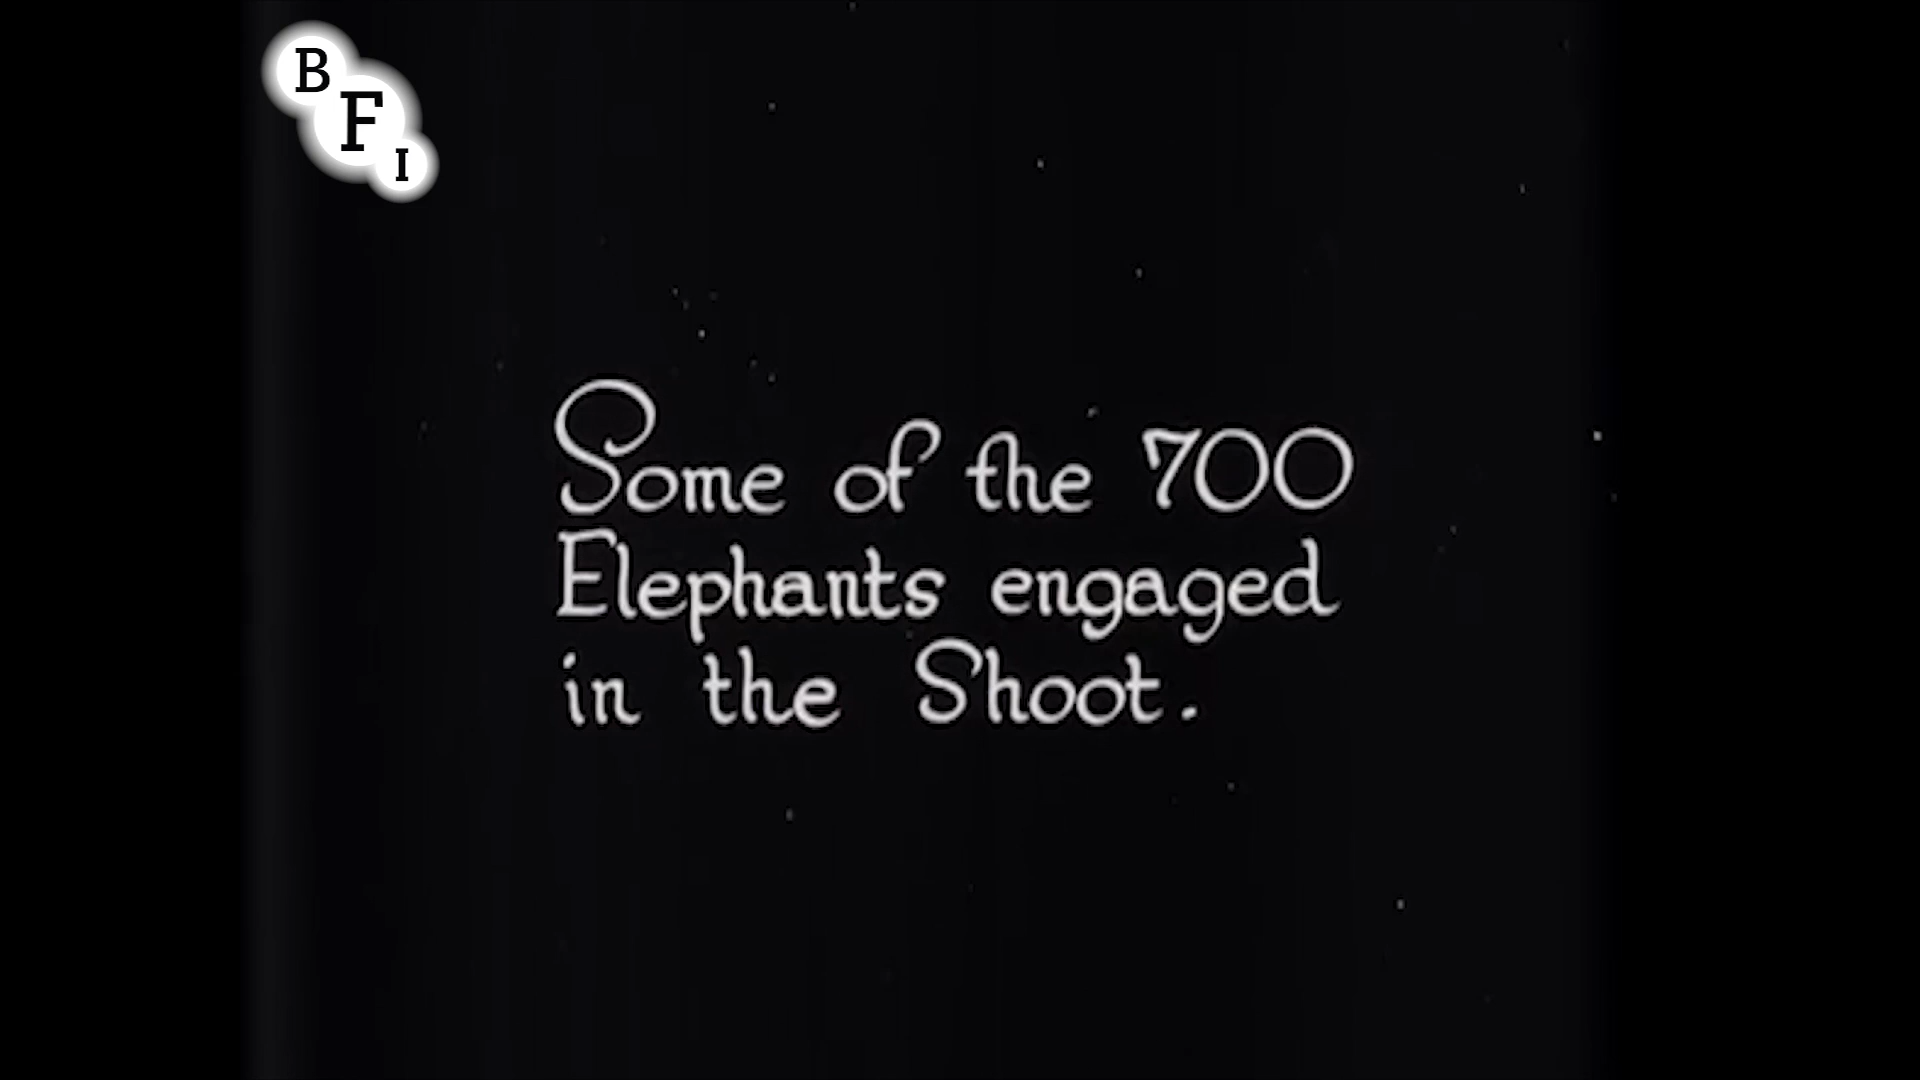 BFI
Some of the 700
Elephants engaged
in the Shoot.